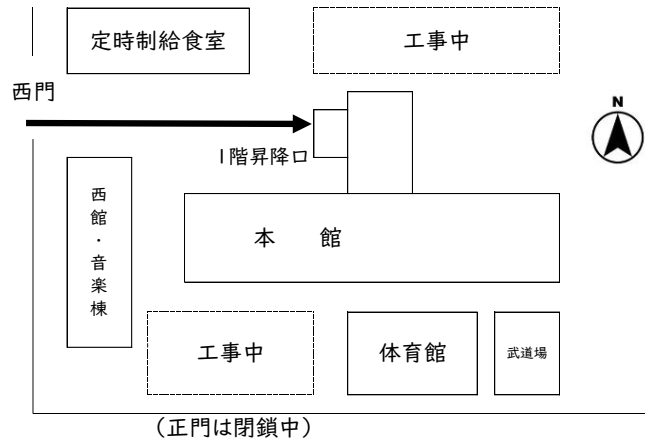 定時制給食室
工事中
西門
N
1階昇降口
西館・音楽棟
本　館
工事中
体育館
武道場
（正門は閉鎖中）